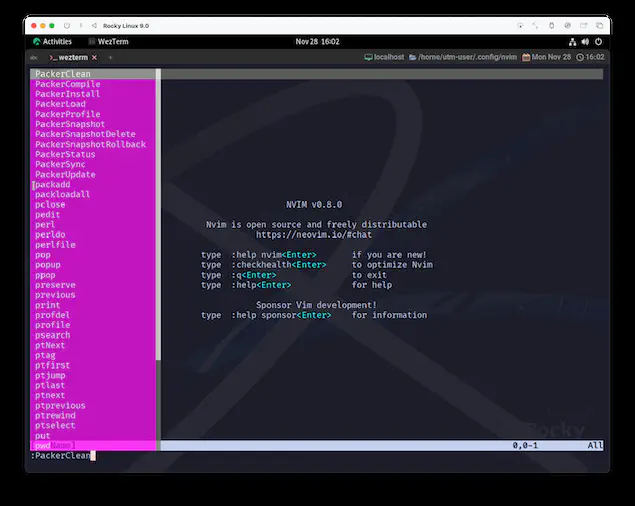 Rocky Linux 9.0
Activities
WezTerm
Nov 28 16:02
wezterm
localhost
/home/utm-user/.config/nvim
Mon Nov 28
16:02
PackerClean
PackerCompile
PackerInstall
PackerLoad
PackerProfile
PackerSnapshot
PackerSnapshotDelete
PackerSnapshotRollback
PackerStatus
PackerSync
PackerUpdate
packadd
packloadall
pclose
pedit
perl
perldo
perlfile
pop
popup
ppop
preserve
previous
print
profdel
profile
psearch
ptNext
ptag
ptfirst
ptjump
ptlast
ptnext
ptprevious
ptrewind
ptselect
put
pwd
NVIM v0.8.0
Nvim is open source and freely distributable
https://neovim.io/#chat
type :help nvim<Enter> if you are new!
type :checkhealth<Enter> to optimize Nvim
type :q<Enter> to exit
type :help<Enter> for help
Sponsor Vim development!
type :help sponsor<Enter> for information
Rocky
0,0-1 All
:PackerClean